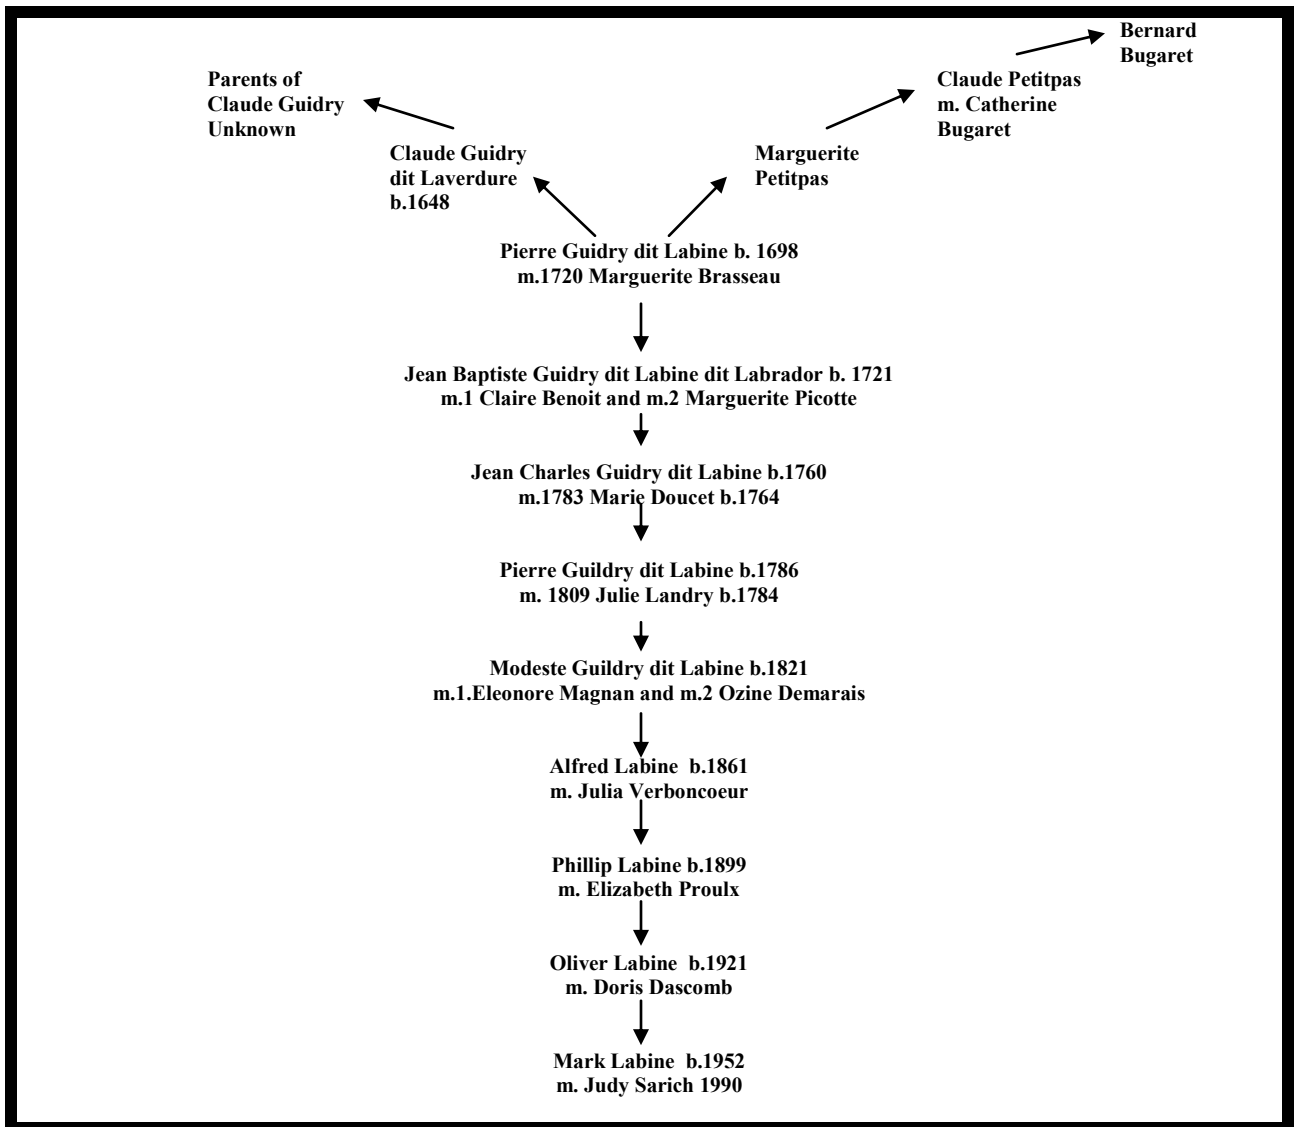 Bernard
Bugaret
Parents of
Claude Guidry
Unknown
Claude Petitpas
m. Catherine
Bugaret
Claude Guidry
dit Laverdure
b.1648
Marguerite
Petitpas
Pierre Guidry dit Labine b. 1698
m.1720 Marguerite Brasseau
Jean Baptiste Guidry dit Labine dit Labrador b. 1721
m.1 Claire Benoit and m.2 Marguerite Picotte
Jean Charles Guidry dit Labine b.1760
m.1783 Marie Doucet b.1764
Pierre Guildry dit Labine b.1786
m. 1809 Julie Landry b.1784
Modeste Guildry dit Labine b.1821
m.1.Eleonore Magnan and m.2 Ozine Demarais
Alfred Labine b.1861
m. Julia Verboncoeur
Phillip Labine b.1899
m. Elizabeth Proulx
Oliver Labine b.1921
m. Doris Dascomb
Mark Labine b.1952
m. Judy Sarich 1990